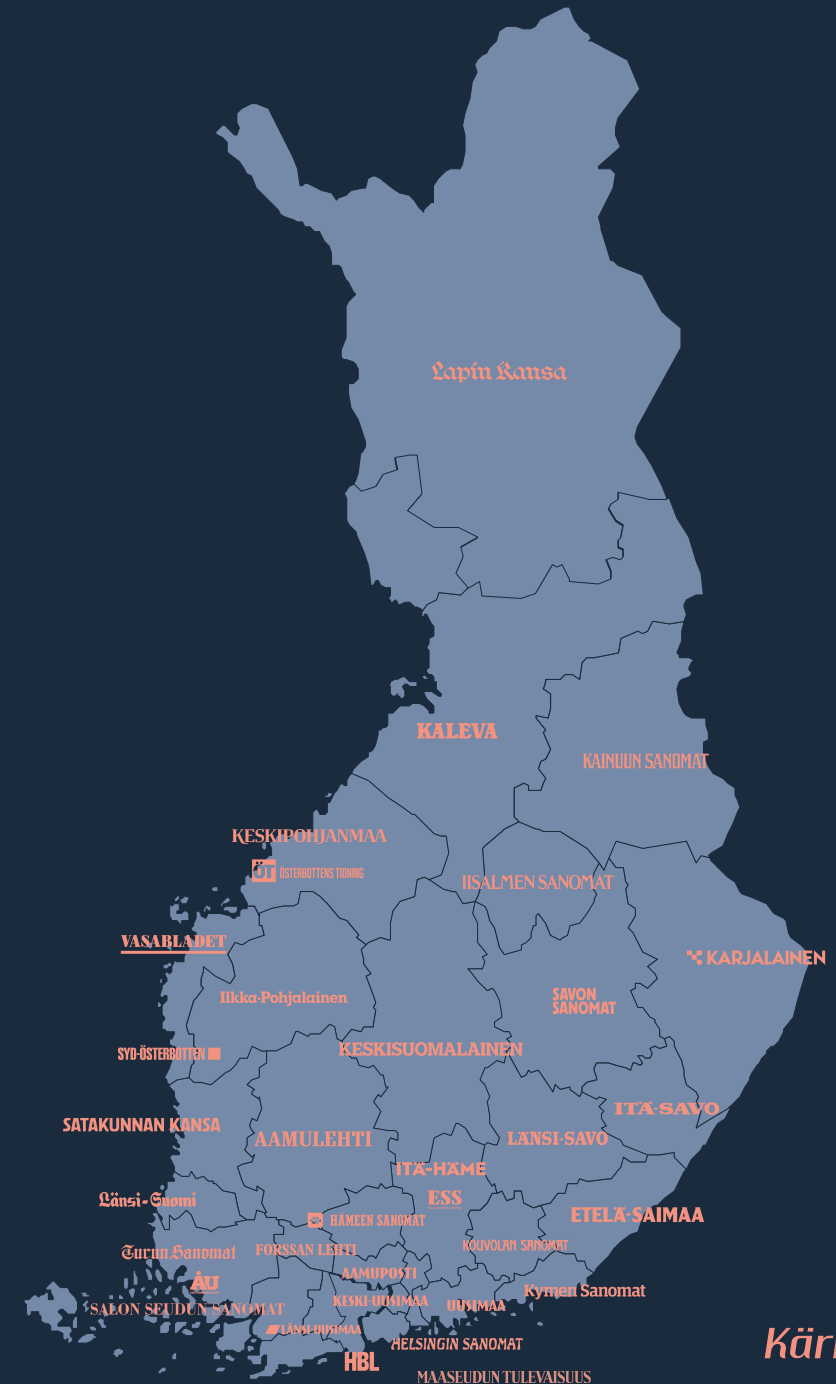 Lapin Kansa
KALEVA
KAINUUN SANOMAT
KESKIPOHJANMAA
ÖT ÖSTERBOTTENS TIDNING
IISALMEN SANOMAT
VASABLADET
KARJALAINEN
Ilkka-Pohjalainen
SAVON
SANOMAT
SYD-ÖSTERBOTTEN
KESKISUOMALAINEN
ITÄ-SAVO
SATAKUNNAN KANSA
AAMULEHTI
LÄNSI-SAVO
ITÄ-HÄME
Länsi-Suomi
ESS
HÄMEEN SANOMAT
ETELÄ-SAIMAA
Turun Sanomat
FORSSAN LEHTI
KOUVOLAN SANOMAT
AAMUPOSTI
ÅU
Kymen Sanomat
SALON SEUDUN SANOMAT
KESKI-UUSIMAA
UUSIMAA
LÄNSI-UUSIMAA
HELSINGIN SANOMAT
HBL
MAASEUDUN TULEVAISUUS